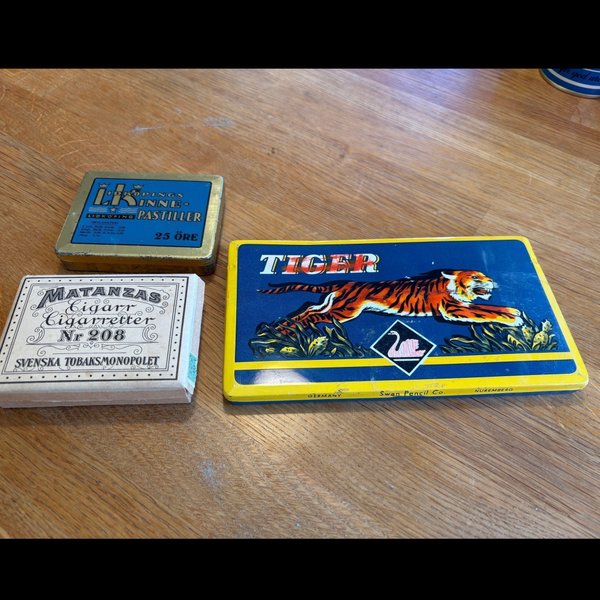 LIDKÖPINGS
KINNE-
LIDKÖPING
PASTILLER
25 ÖRE
MATANZAS
Cigarr
Cigarretter
Nr 208
SVENSKA TOBAKSMONOPOLET
TIGER
GERMANY Swan Pencil Co. NUREMBERG